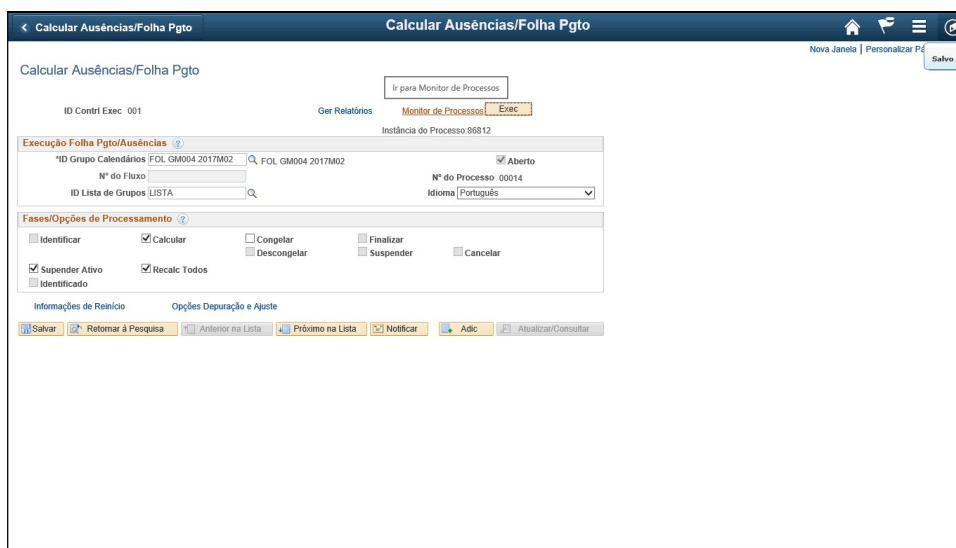 Calcular Ausências/Folha Pgto
Calcular Ausências/Folha Pgto
Nova Janela | Personalizar Pá
Salvo
Calcular Ausências/Folha Pgto
Ir para Monitor de Processos
ID Contrl Exec 001 Ger Relatórios Monitor de Processos Exec
Instância do Processo:86812
Execução Folha Pgto/Ausências ?
*ID Grupo Calendários FOL GM004 2017M02 FOL GM004 2017M02 Aberto
Nº do Fluxo Nº do Processo 00014
ID Lista de Grupos LISTA Idioma Português
Fases/Opções de Processamento ?
Identificar Calcular Congelar Finalizar
Descongelar Suspender Cancelar
Supender Ativo Recalc Todos
Identificado
Informações de Reinício Opções Depuração e Ajuste
Salvar Retornar à Pesquisa Anterior na Lista Próximo na Lista Notificar Adic Atualizar/Consultar